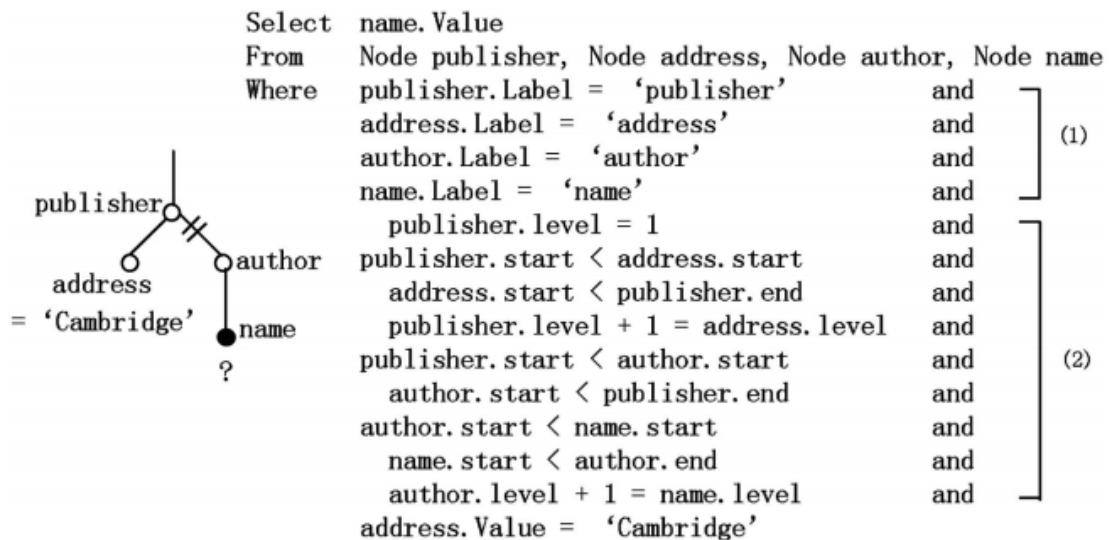 Select name.Value
From Node publisher, Node address, Node author, Node name
Where publisher.Label = ‘publisher’ and
address.Label = ‘address’ and
author.Label = ‘author’ and
name.Label = ‘name’ and
(1)
publisher.level = 1 and
publisher.start < address.start and
address.start < publisher.end and
publisher.level + 1 = address.level and
publisher.start < author.start and
author.start < publisher.end and
author.start < name.start and
name.start < author.end and
author.level + 1 = name.level and
(2)
address.Value = ‘Cambridge’
publisher
address
= ‘Cambridge’
author
name
?